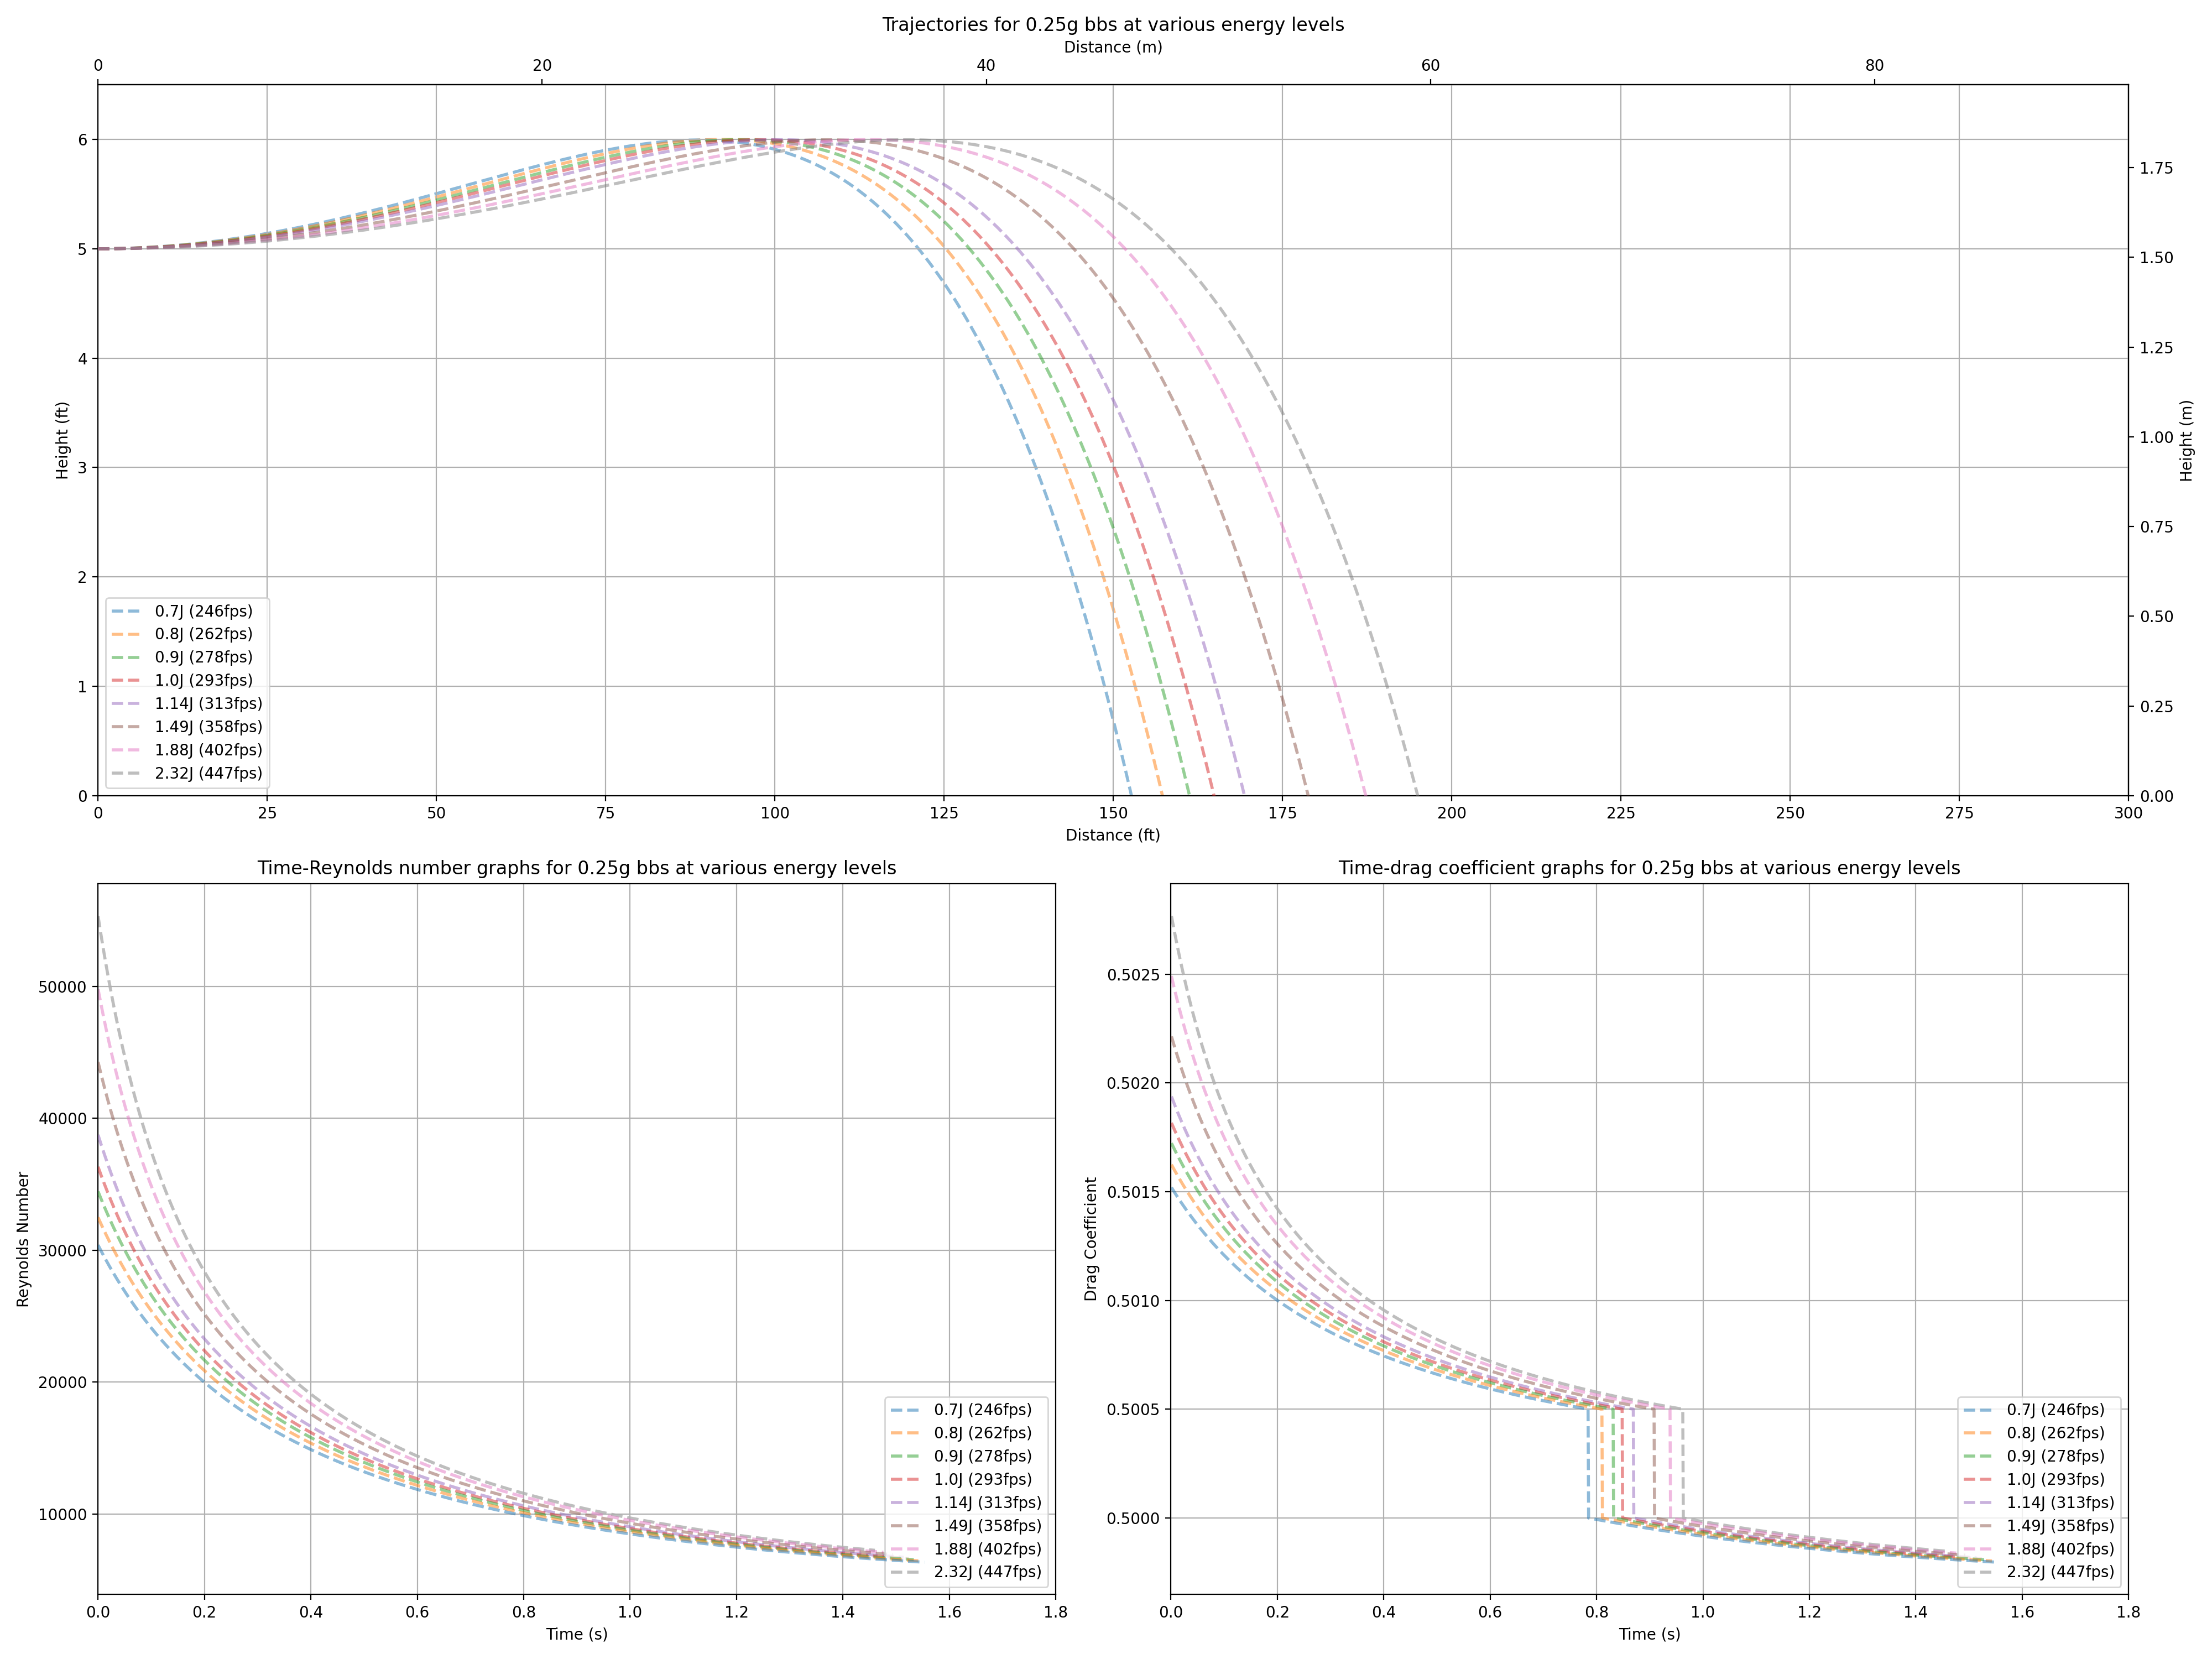 Trajectories for 0.25g bbs at various energy levels
Distance (m)
0 20 40 60 80
6
5
4
3
2
1
0
Height (ft)
1.75
1.50
1.25
1.00
0.75
0.50
0.25
0.00
Height (m)
0.7J (246fps)
0.8J (262fps)
0.9J (278fps)
1.0J (293fps)
1.14J (313fps)
1.49J (358fps)
1.88J (402fps)
2.32J (447fps)
0 25 50 75 100 125 150 175 200 225 250 275 300
Distance (ft)
Time-Reynolds number graphs for 0.25g bbs at various energy levels
50000
40000
30000
20000
10000
Reynolds Number
0.7J (246fps)
0.8J (262fps)
0.9J (278fps)
1.0J (293fps)
1.14J (313fps)
1.49J (358fps)
1.88J (402fps)
2.32J (447fps)
0.0 0.2 0.4 0.6 0.8 1.0 1.2 1.4 1.6 1.8
Time (s)
Time-drag coefficient graphs for 0.25g bbs at various energy levels
0.5025
0.5020
0.5015
0.5010
0.5005
0.5000
Drag Coefficient
0.7J (246fps)
0.8J (262fps)
0.9J (278fps)
1.0J (293fps)
1.14J (313fps)
1.49J (358fps)
1.88J (402fps)
2.32J (447fps)
0.0 0.2 0.4 0.6 0.8 1.0 1.2 1.4 1.6 1.8
Time (s)